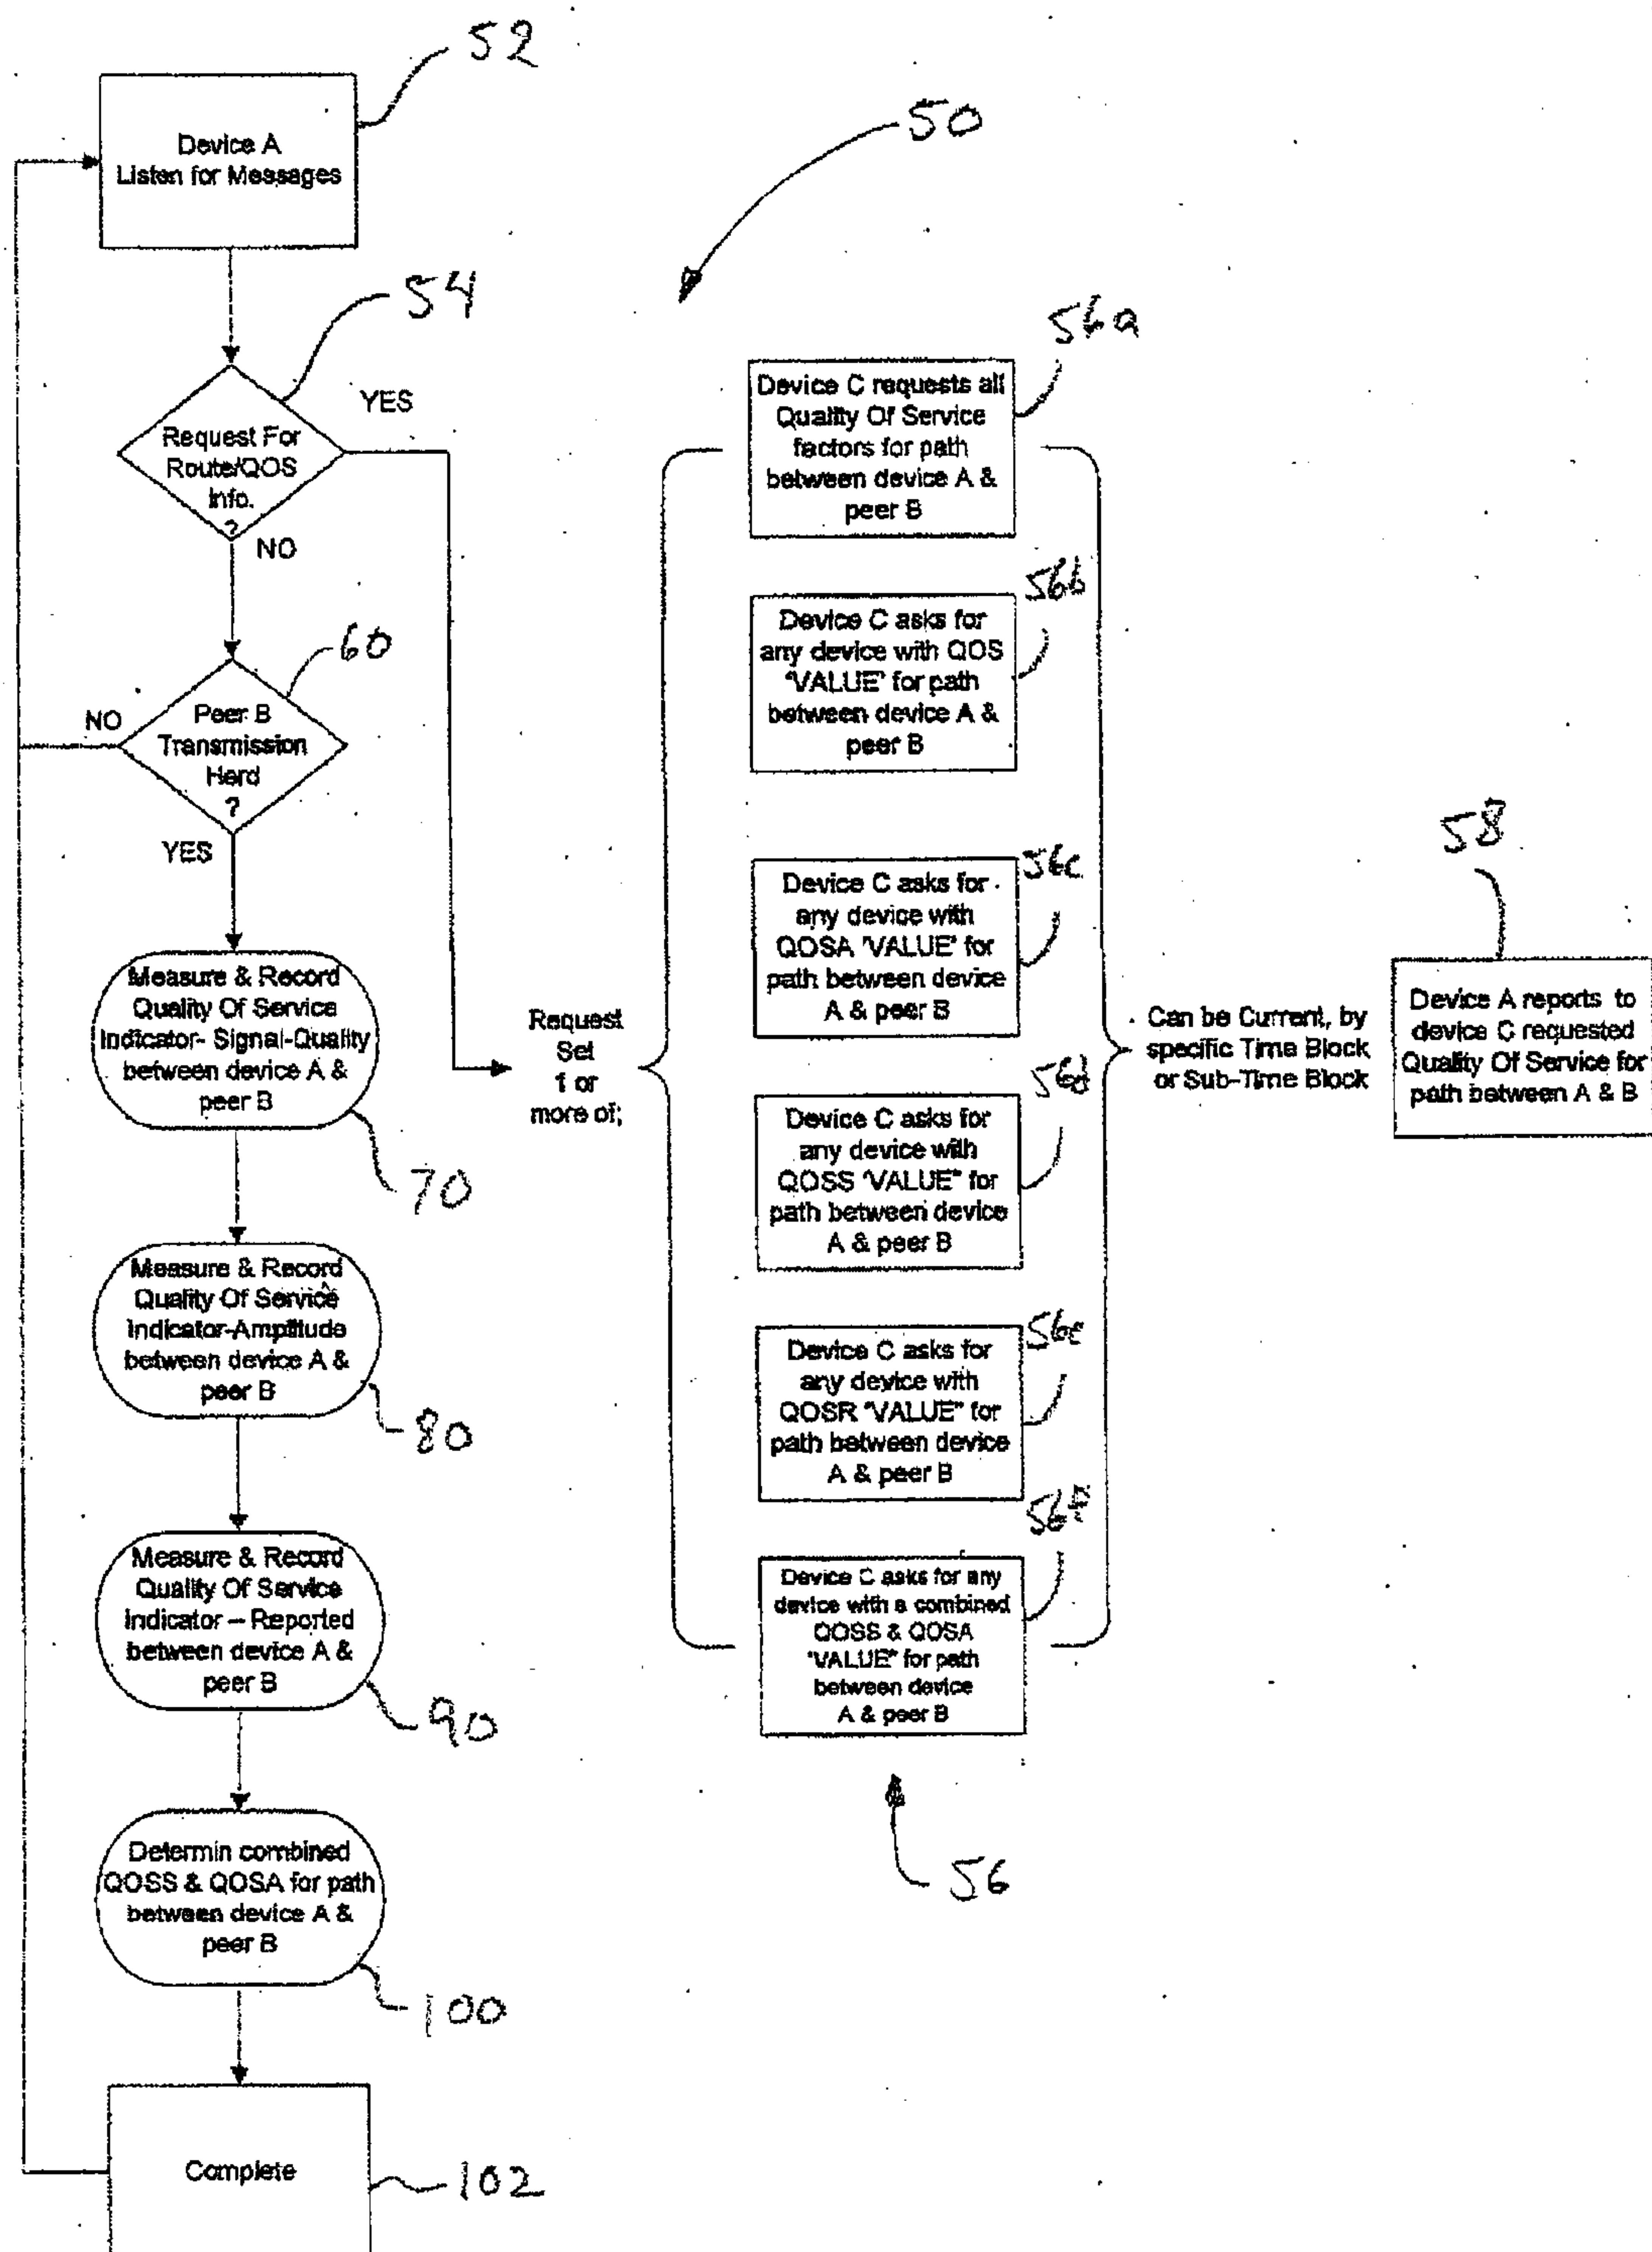 52
Device A
Listen for Messages
50
54
YES
Request For
Route/QOS
Info.
?
NO
60
NO
Peer B
Transmission
Herd
?
YES
Measure & Record
Quality Of Service
Indicator- Signal-Quality
between device A &
peer B
70
Measure & Record
Quality Of Service
Indicator-Amplitude
between device A &
peer B
80
Measure & Record
Quality Of Service
Indicator – Reported
between device A &
peer B
90
Determin combined
QOSS & QOSA for path
between device A &
peer B
100
Complete
102
Request
Set
1 or
more of;
56a
Device C requests all
Quality Of Service
factors for path
between device A &
peer B
56b
Device C asks for
any device with QOS
'VALUE' for path
between device A &
peer B
56c
Device C asks for
any device with
QOSA 'VALUE' for
path between device
A & peer B
56d
Device C asks for
any device with
QOSS 'VALUE" for
path between device
A & peer B
56e
Device C asks for
any device with
QOSR "VALUE" for
path between device
A & peer B
Device C asks for any
device with a combined
QOSS & QOSA
"VALUE" for path
between device
A & peer B
56
Can be Current, by
specific Time Block
or Sub-Time Block
58
Device A reports to
device C requested
Quality Of Service for
path between A & B